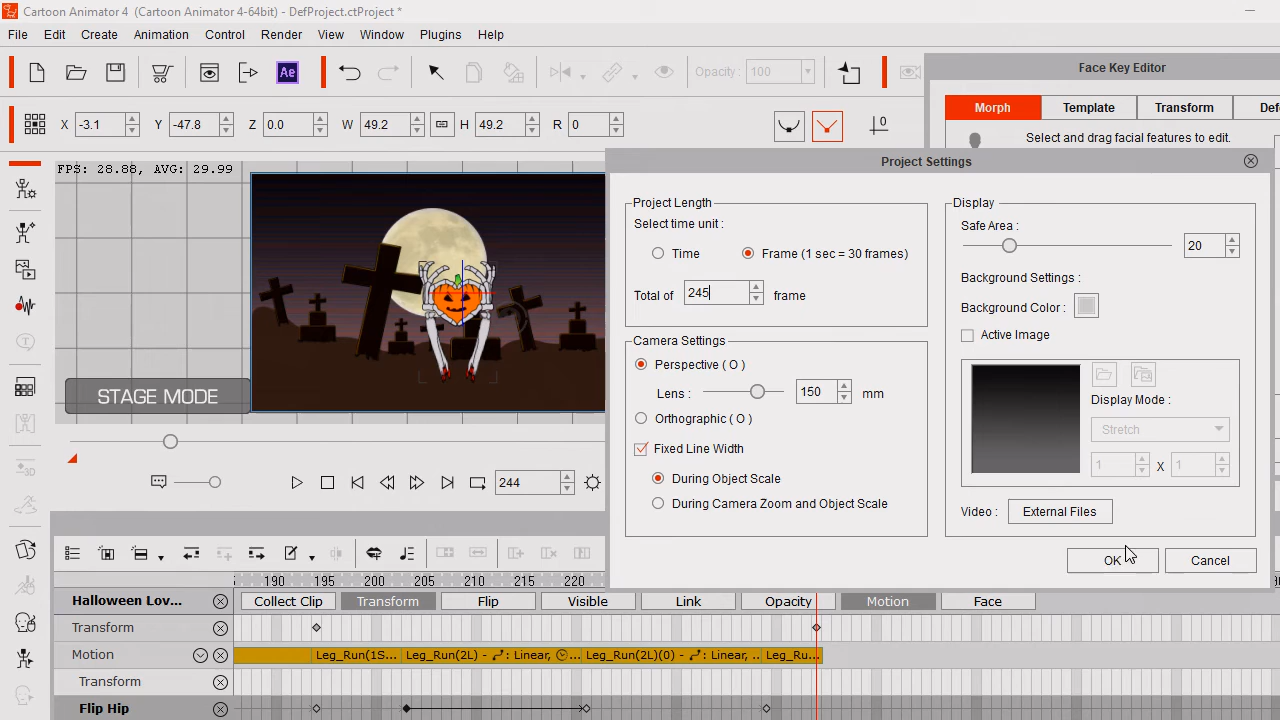 Cartoon Animator 4 (Cartoon Animator 4-64bit) - DefProject.ctProject *
File Edit Create Animation Control Render View Window Plugins Help
Ae
Opacity : 100
Face Key Editor
Morph Template Transform
Select and drag facial features to edit.
X -3.1 Y -47.8 Z 0.0 W 49.2 H 49.2 R 0
0
FPS: 28.88, AVG: 29.99
STAGE MODE
3D
244
Project Settings
Project Length
Select time unit :
Time Frame (1 sec = 30 frames)
Total of 245 frame
Camera Settings
Perspective ( O )
Lens : 150 mm
Orthographic ( O )
Fixed Line Width
During Object Scale
During Camera Zoom and Object Scale
Display
Safe Area :
20
Background Settings :
Background Color :
Active Image
Display Mode :
Stretch
1 X 1
Video : External Files
OK Cancel
190 195 200 205 210 215 220
Halloween Lov... Collect Clip Transform Flip Visible Link Opacity Motion Face
Transform
Motion Leg_Run(1S... Leg_Run(2L) - : Linear, ... Leg_Run(2L)(0) - : Linear, ... Leg_Ru...
Transform
Flip Hip